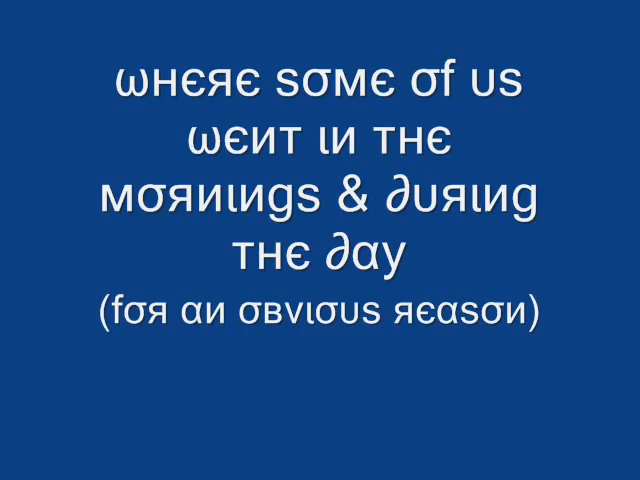 ωнєяє ѕσмє σf υѕ
ωєит ιи тнє
мσяиιиgѕ & ∂υяιиg
тнє ∂αу
(fσя αи σвνισυѕ яєαѕσи)